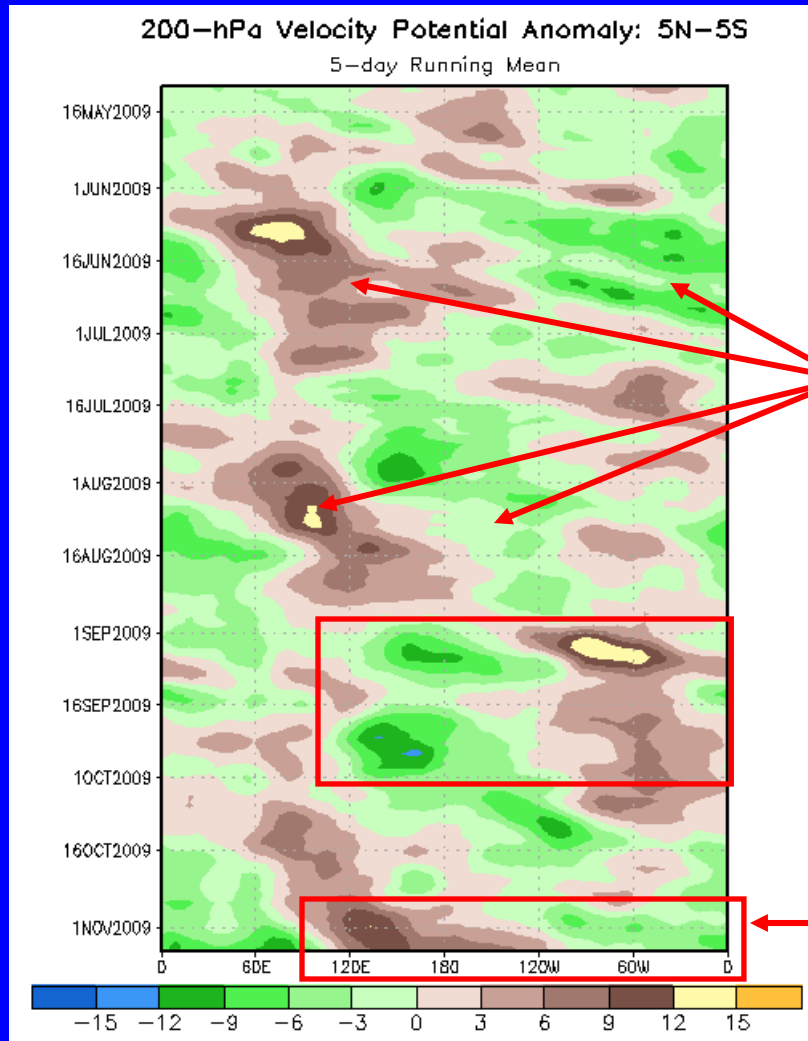 200-hPa Velocity Potential Anomaly: 5N-5S
5-day Running Mean
16MAY2009
1JUN2009
16JUN2009
1JUL2009
16JUL2009
1AUG2009
16AUG2009
1SEP2009
16SEP2009
1OCT2009
16OCT2009
1NOV2009
0 60E 120E 180 120W 60W 0
-15 -12 -9 -6 -3 0 3 6 9 12 15